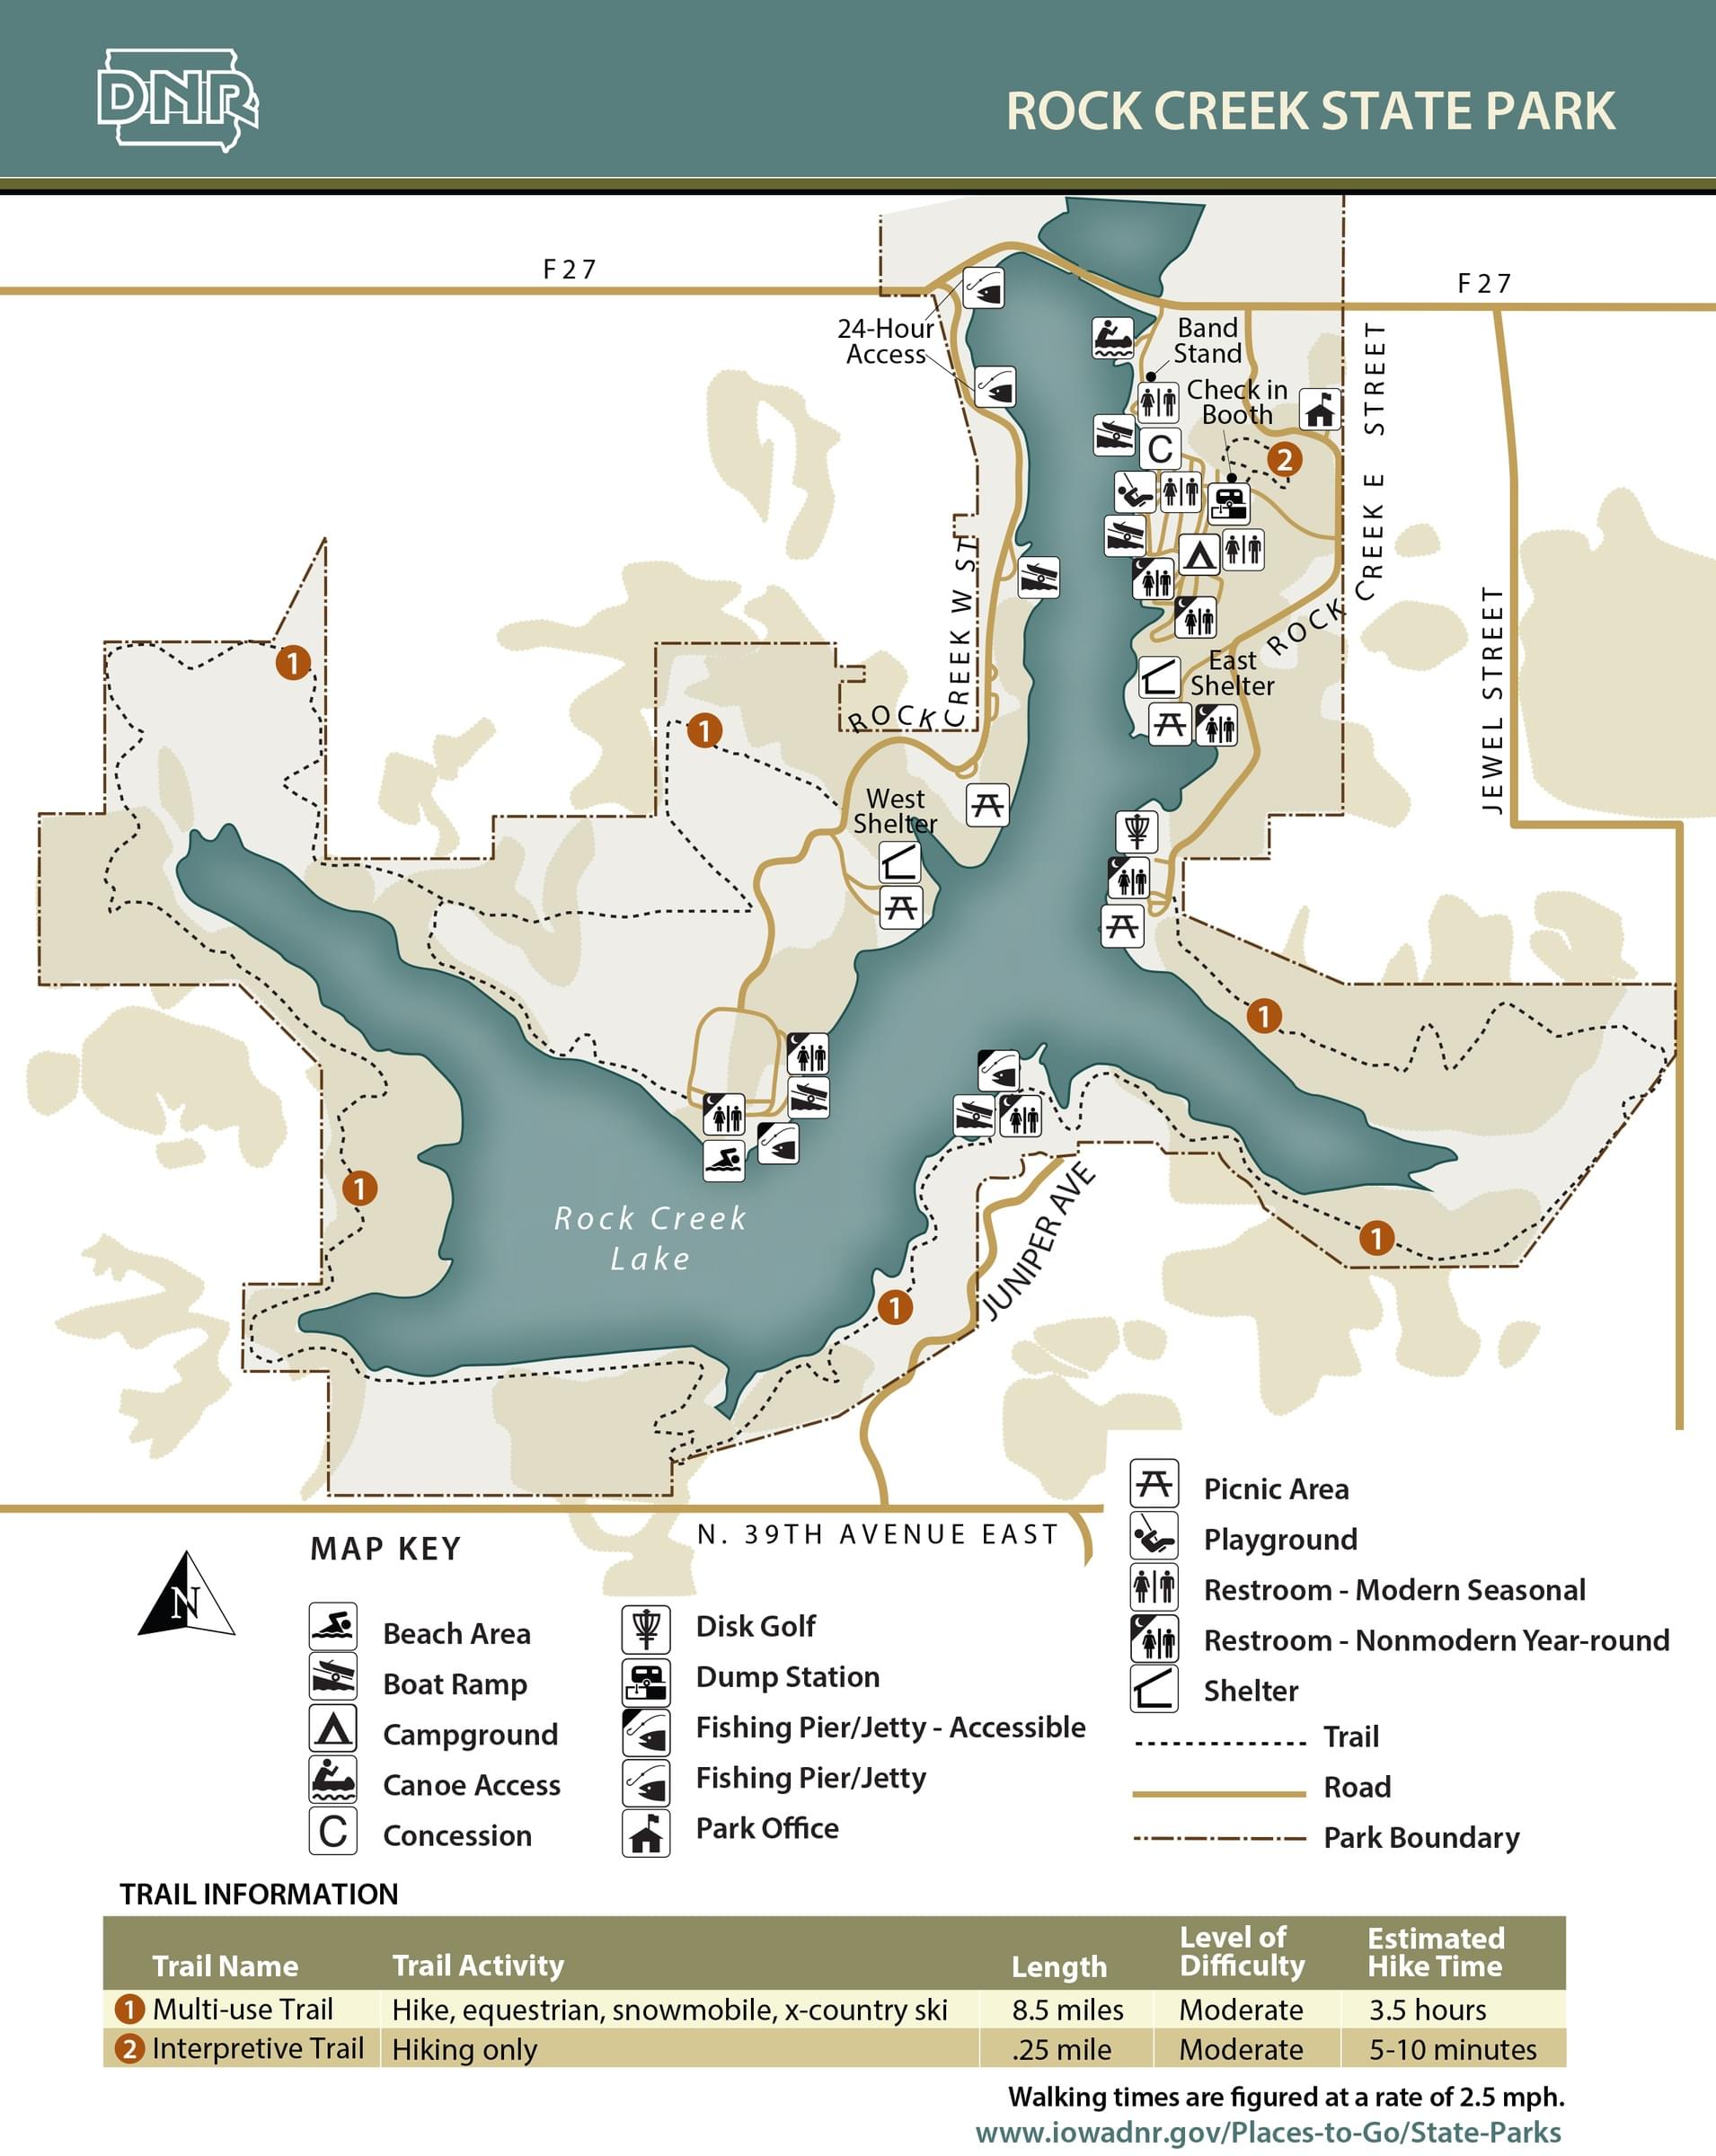 DNR
ROCK CREEK STATE PARK
F27
F27
24-Hour
Access
Band
Stand
Check in
Booth
C
2
ROCK CREEK E STREET
ROCK CREEK W ST
JEWEL STREET
East
Shelter
1
1
West
Shelter
1
1
Rock Creek
Lake
1
1
JUNIPER AVE
N. 39TH AVENUE EAST
MAP KEY
N
Beach Area
Boat Ramp
Campground
Canoe Access
C Concession
Disk Golf
Dump Station
Fishing Pier/Jetty - Accessible
Fishing Pier/Jetty
Park Office
Picnic Area
Playground
Restroom - Modern Seasonal
Restroom - Nonmodern Year-round
Shelter
Trail
Road
Park Boundary
TRAIL INFORMATION
Trail Name Trail Activity Length Level of Difficulty Estimated Hike Time
1 Multi-use Trail Hike, equestrian, snowmobile, x-country ski 8.5 miles Moderate 3.5 hours
2 Interpretive Trail Hiking only .25 mile Moderate 5-10 minutes
Walking times are figured at a rate of 2.5 mph.
www.iowadnr.gov/Places-to-Go/State-Parks